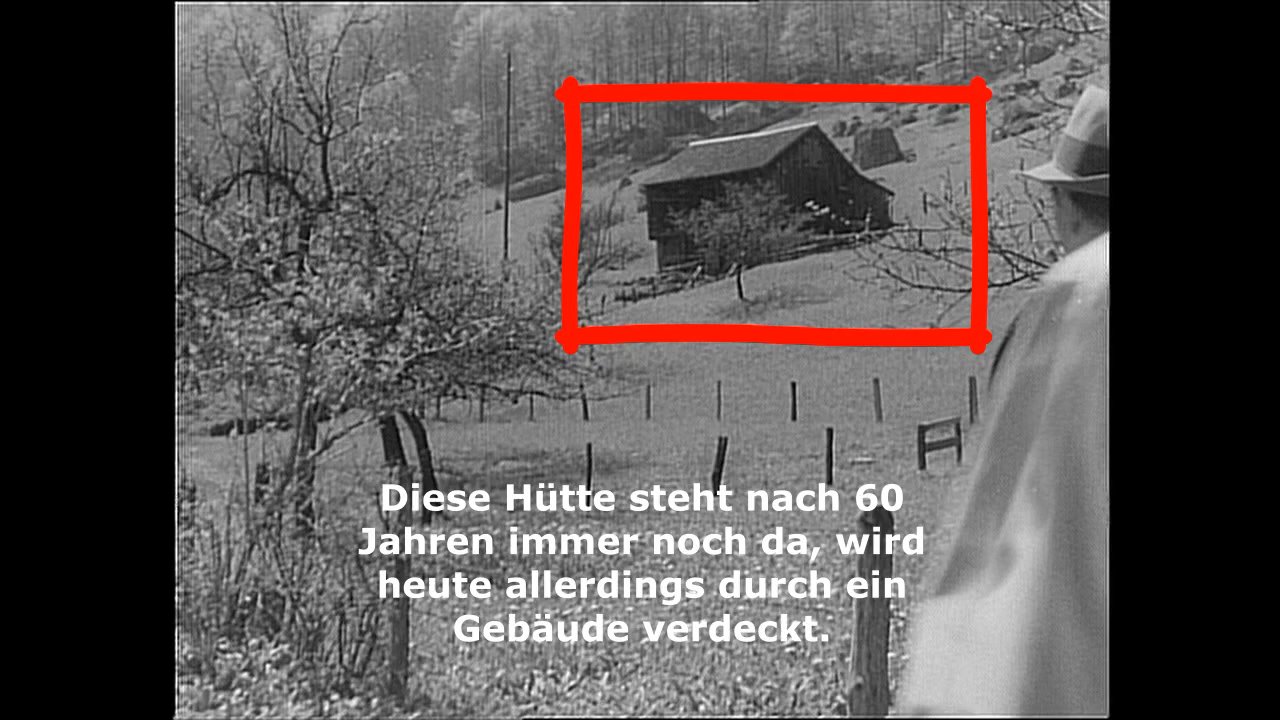 Diese Hütte steht nach 60
Jahren immer noch da, wird
heute allerdings durch ein
Gebäude verdeckt.